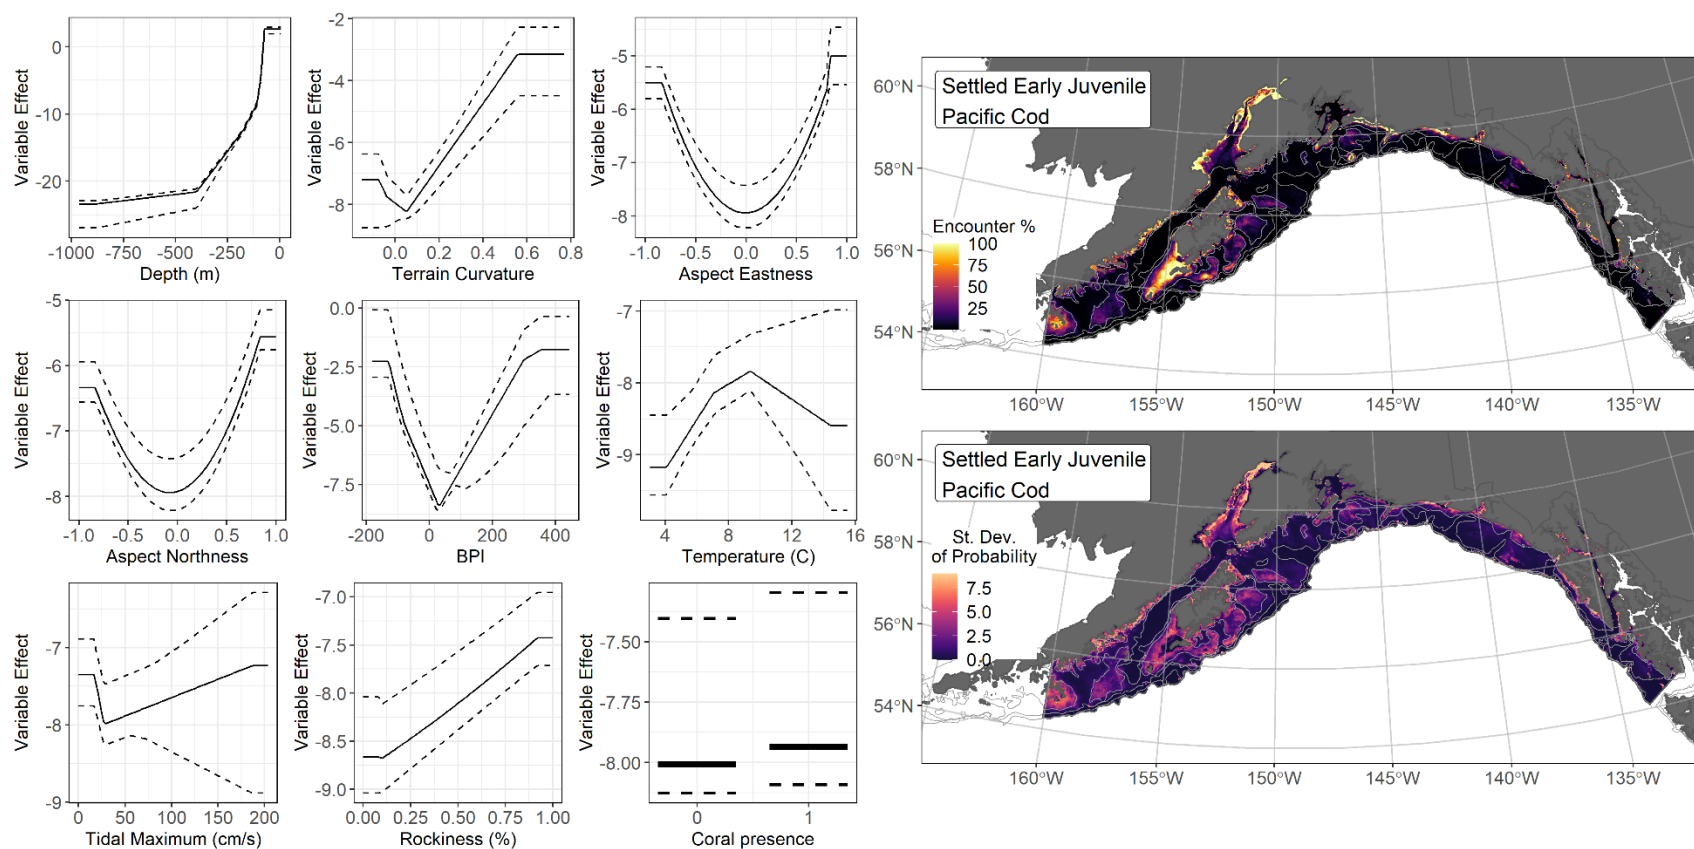 0
-10
-20
Variable Effect
-1000
-750
-500
-250
0
Depth (m)
-2
-4
-6
-8
Variable Effect
0.0
0.2
0.4
0.6
0.8
Terrain Curvature
-5
-6
-7
-8
Variable Effect
-1.0
-0.5
0.0
0.5
1.0
Aspect Eastness
-5
-6
-7
-8
Variable Effect
-1.0
-0.5
0.0
0.5
1.0
Aspect Northness
0.0
-2.5
-5.0
-7.5
Variable Effect
-200
0
200
400
BPI
-7
-8
-9
Variable Effect
4
8
12
16
Temperature (C)
-7
-8
-9
Variable Effect
0
50
100
150
200
Tidal Maximum (cm/s)
-7.0
-7.5
-8.0
-8.5
-9.0
Variable Effect
0.00
0.25
0.50
0.75
1.00
Rockiness (%)
-7.50
-7.75
-8.00
Variable Effect
0
1
Coral presence
Settled Early Juvenile
Pacific Cod
60°N
58°N
56°N
54°N
Encounter %
100
75
50
25
160°W
155°W
150°W
145°W
140°W
135°W
Settled Early Juvenile
Pacific Cod
60°N
58°N
56°N
54°N
St. Dev.
of Probability
7.5
5.0
2.5
0.0
160°W
155°W
150°W
145°W
140°W
135°W